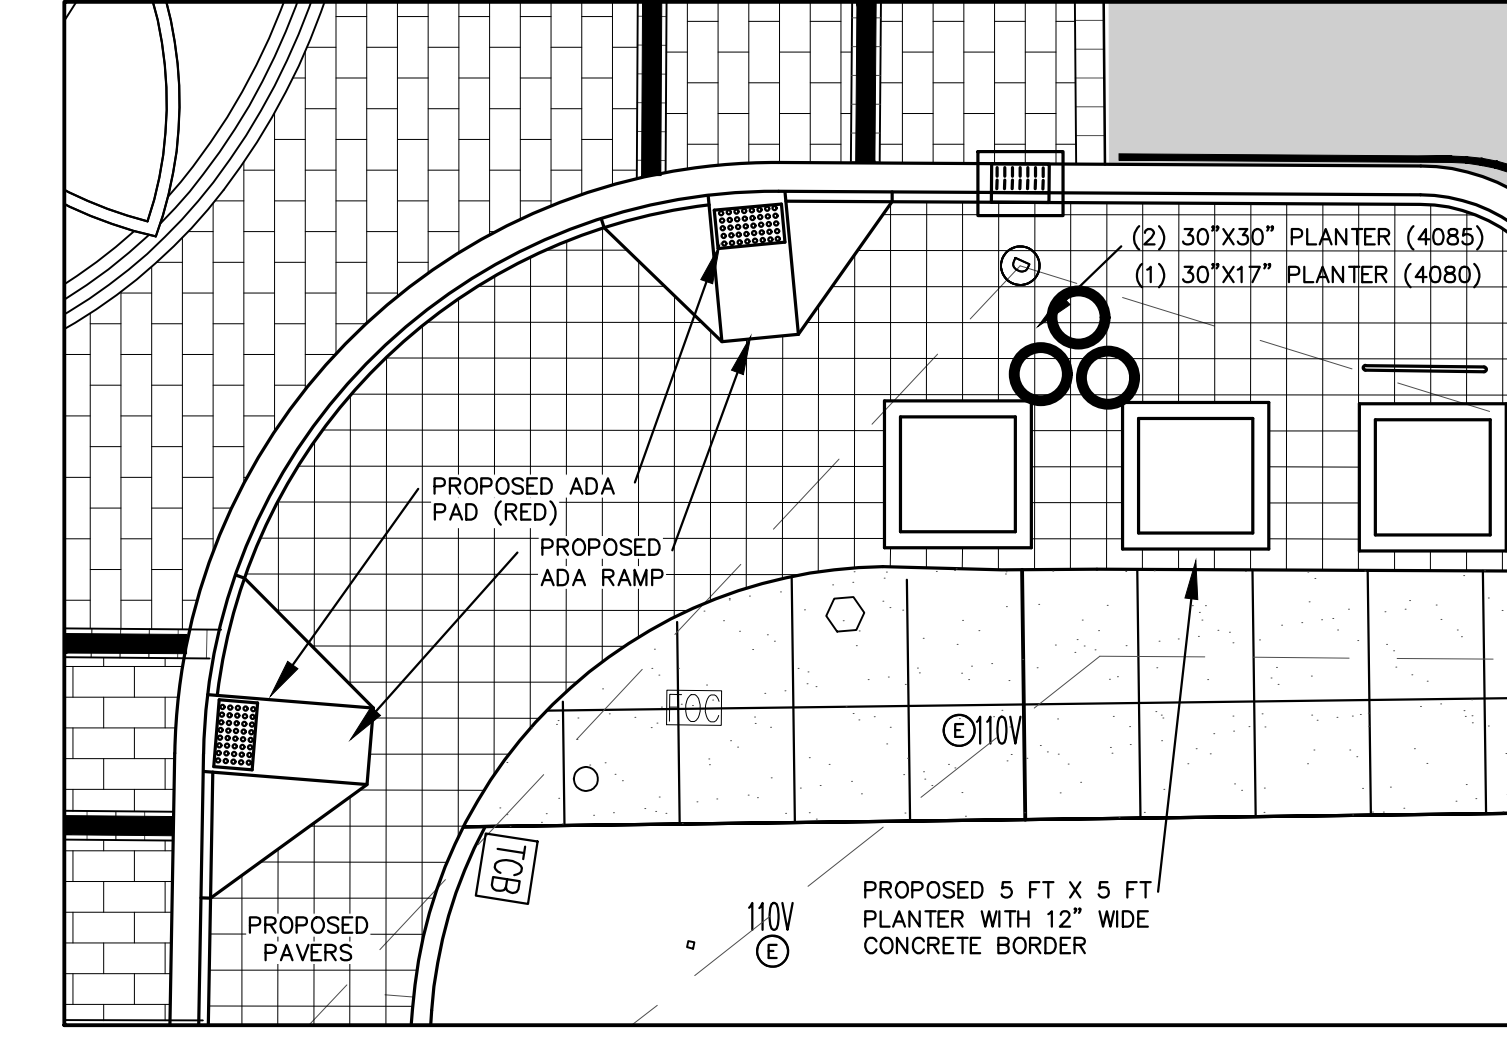 (2) 30”X30” PLANTER (4085)
(1) 30”X17” PLANTER (4080)
PROPOSED ADA
PAD (RED)
PROPOSED
ADA RAMP
FOC
E 110V
TCB
PROPOSED
PAVERS
110V
E
PROPOSED 5 FT X 5 FT
PLANTER WITH 12” WIDE
CONCRETE BORDER